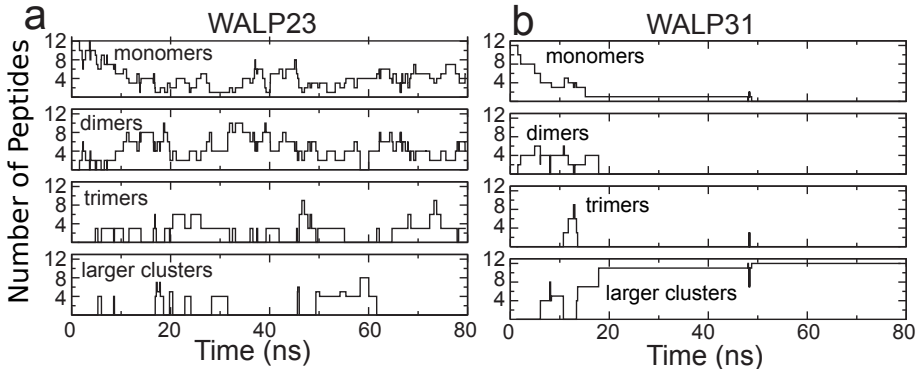 a WALP23
b WALP31
Number of Peptides
12
8
4
monomers
12
8
4
dimers
12
8
4
trimers
12
8
4
larger clusters
0 20 40 60 80
Time (ns)
12
8
4
monomers
12
8
4
dimers
12
8
4
trimers
12
8
4
larger clusters
0 20 40 60 80
Time (ns)